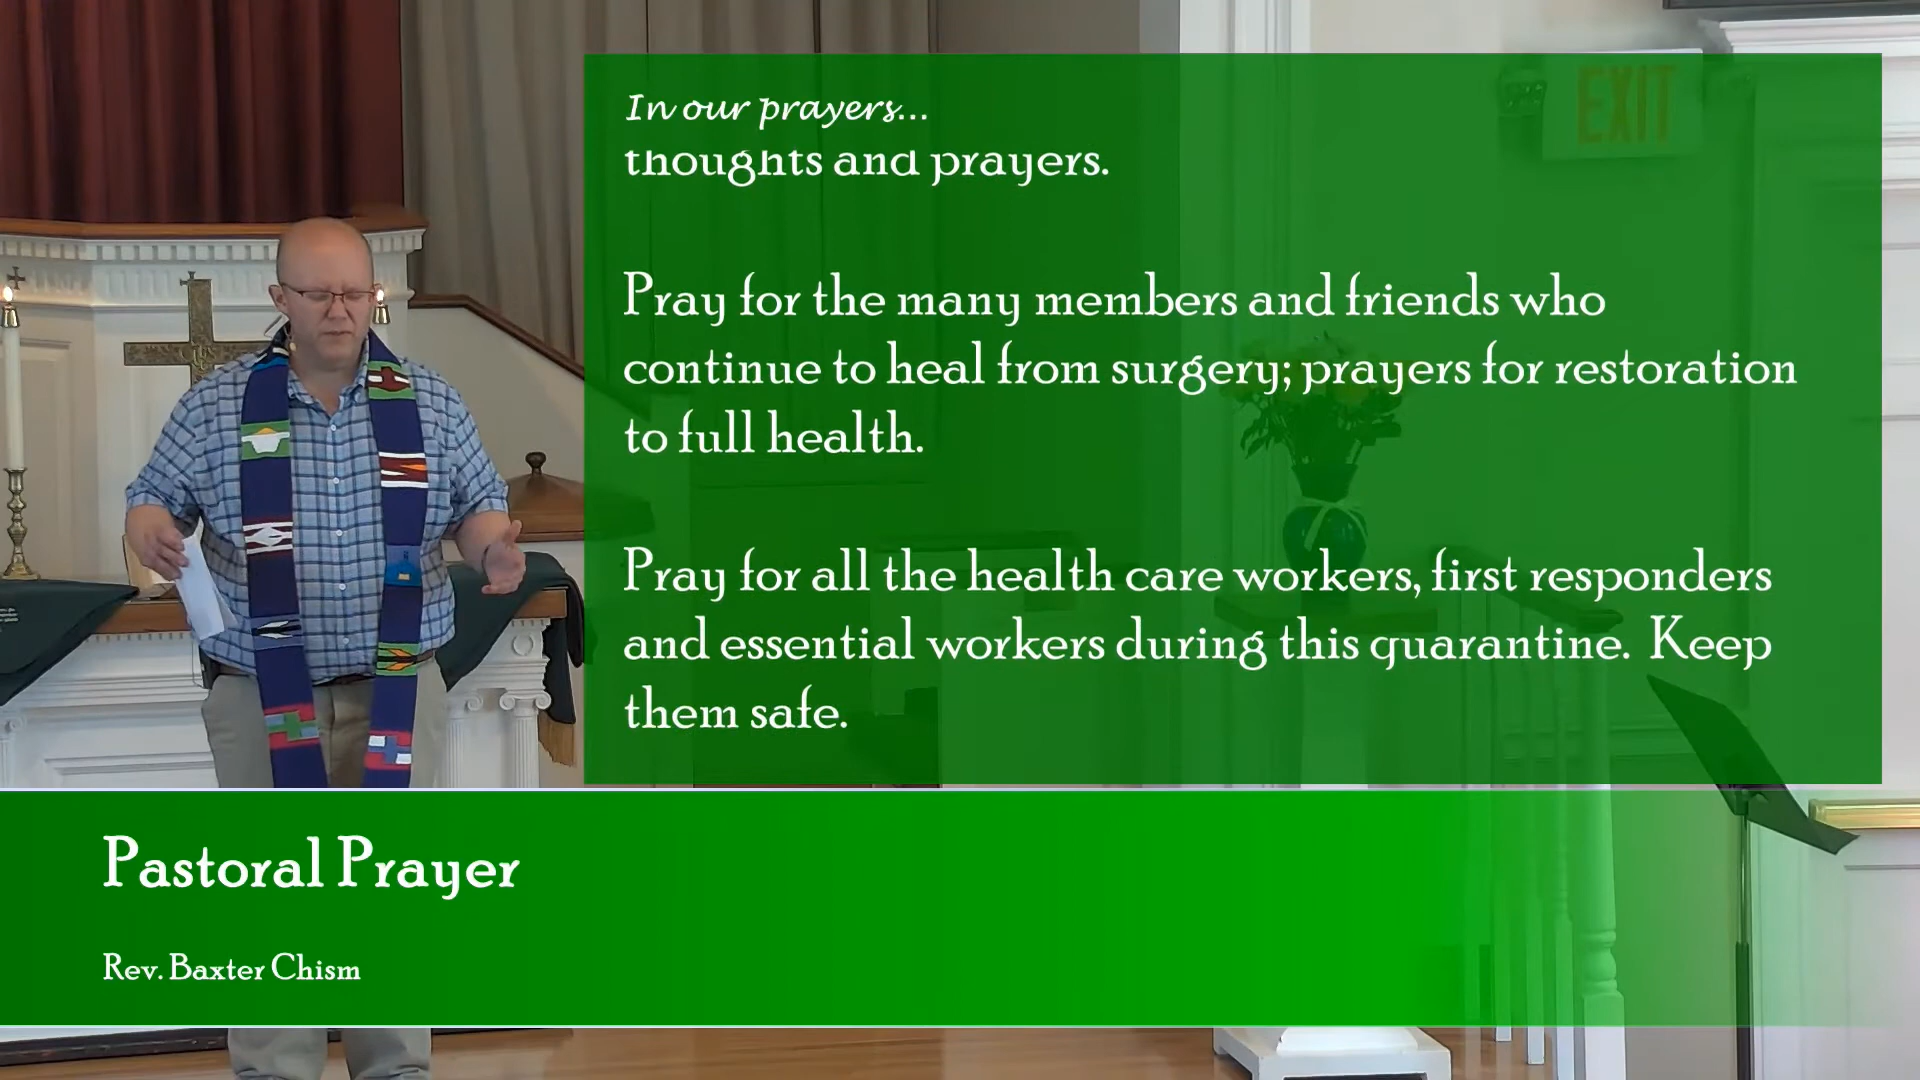 EXIT
In our prayers...
thoughts and prayers.
Pray for the many members and friends who
continue to heal from surgery; prayers for restoration
to full health.
Pray for all the health care workers, first responders
and essential workers during this quarantine. Keep
them safe.
Pastoral Prayer
Rev. Baxter Chism